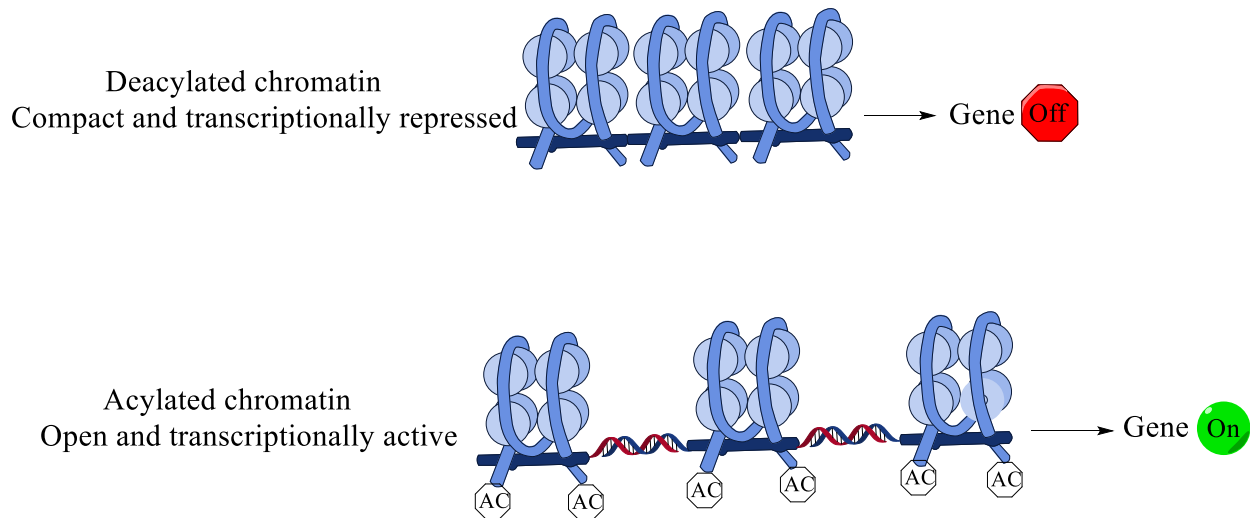 Deacylated chromatin
Compact and transcriptionally repressed
Gene Off
Acylated chromatin
Open and transcriptionally active
Gene On
AC AC AC AC AC AC